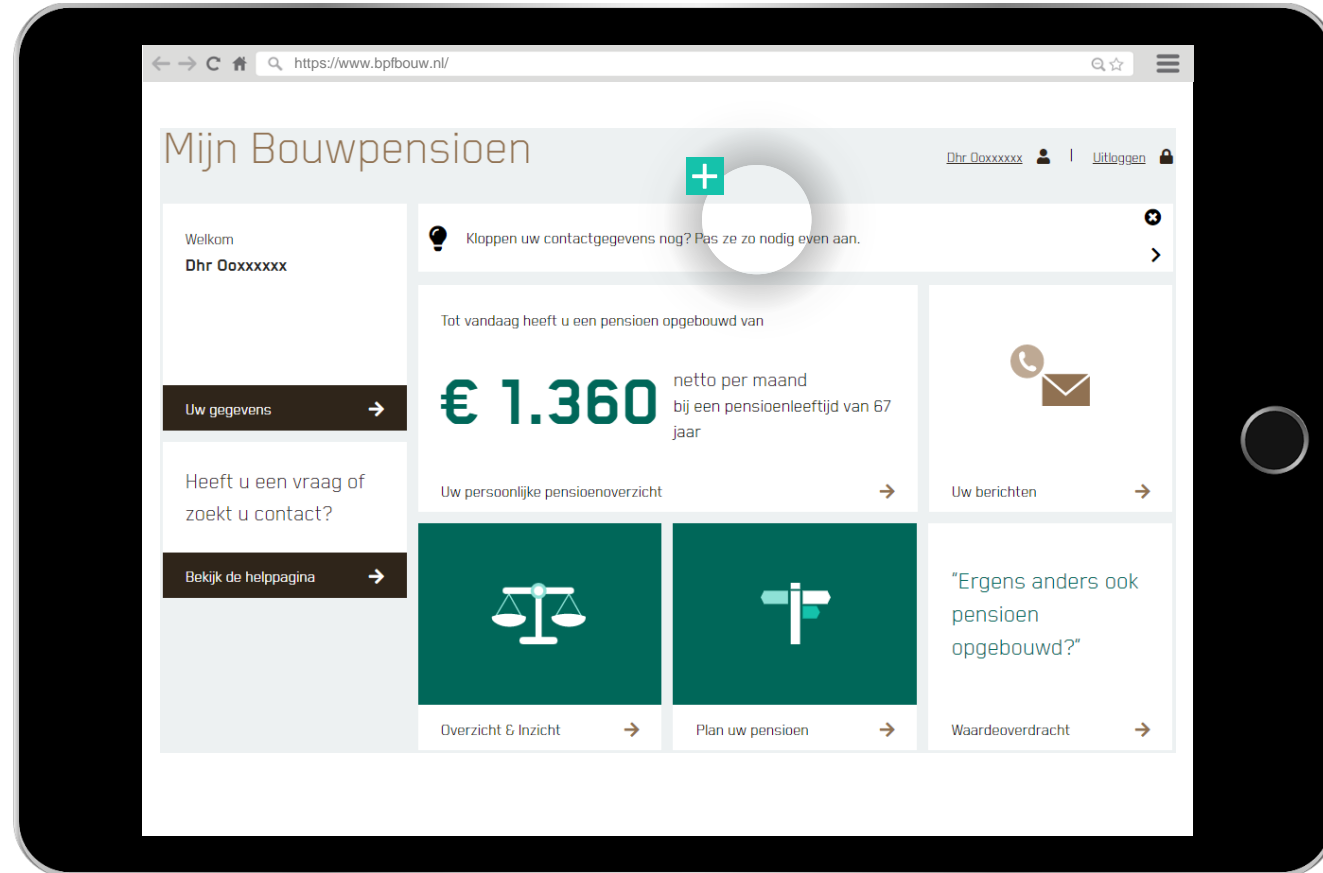 https://www.bpfbouw.nl/
Mijn Bouwpensioen
Dhr Ooxxxxxx | Uitloggen
Welkom
Dhr Ooxxxxxx
Uw gegevens
Heeft u een vraag of
zoekt u contact?
Bekijk de helppagina
Kloppen uw contactgegevens nog? Pas ze zo nodig even aan.
Tot vandaag heeft u een pensioen opgebouwd van
€ 1.360
netto per maand
bij een pensioenleeftijd van 67
jaar
Uw persoonlijke pensioenoverzicht
Uw berichten
Overzicht & Inzicht
Plan uw pensioen
"Ergens anders ook
pensioen
opgebouwd?"
Waardeoverdracht